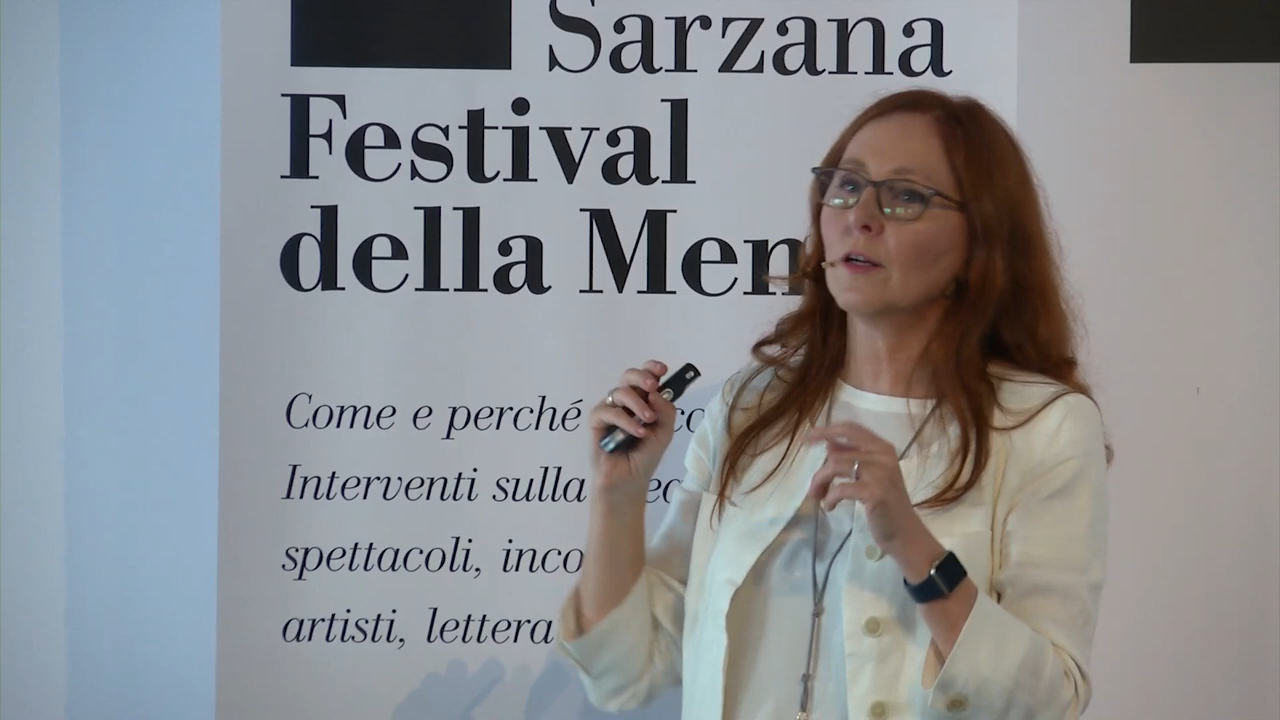 Sarzana
Festival
della Men
Come e perché
Interventi sulla
spettacoli, inco
artisti, lettera